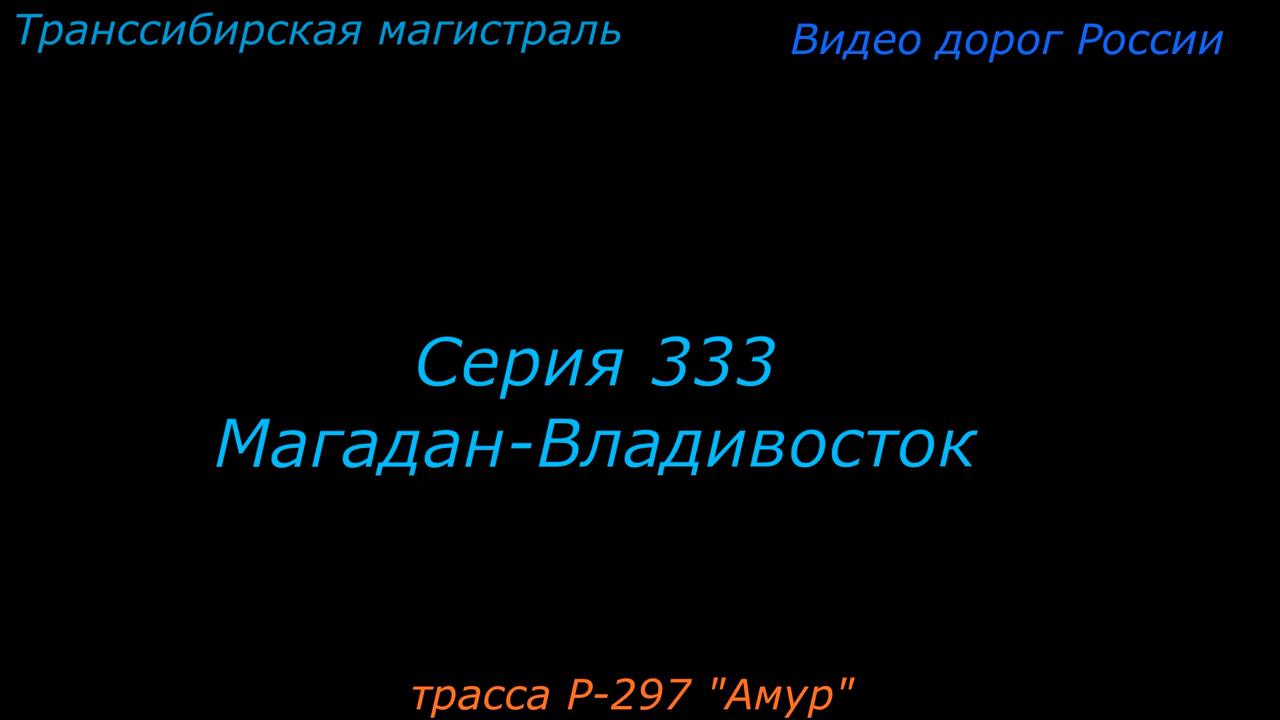 Транссибирская магистраль
Видео дорог России
Серия 333
Магадан-Владивосток
трасса Р-297 "Амур"